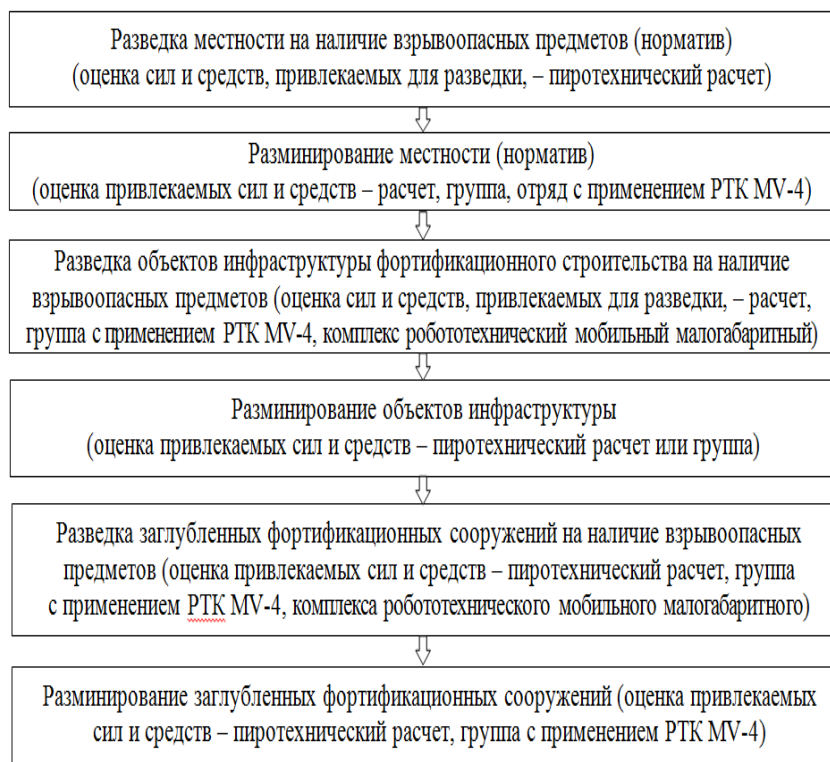 Разведка местности на наличие взрывоопасных предметов (норматив)
(оценка сил и средств, привлекаемых для разведки, – пиротехнический расчет)
Разминирование местности (норматив)
(оценка привлекаемых сил и средств – расчет, группа, отряд с применением РТК MV-4)
Разведка объектов инфраструктуры фортификационного строительства на наличие
взрывоопасных предметов (оценка сил и средств, привлекаемых для разведки, – расчет,
группа с применением РТК MV-4, комплекс робототехнический мобильный малогабаритный)
Разминирование объектов инфраструктуры
(оценка привлекаемых сил и средств – пиротехнический расчет или группа)
Разведка заглубленных фортификационных сооружений на наличие взрывоопасных
предметов (оценка привлекаемых сил и средств – пиротехнический расчет, группа
с применением РТК MV-4, комплекса робототехнического мобильного малогабаритного)
Разминирование заглубленных фортификационных сооружений (оценка привлекаемых
сил и средств – пиротехнический расчет, группа с применением РТК MV-4)